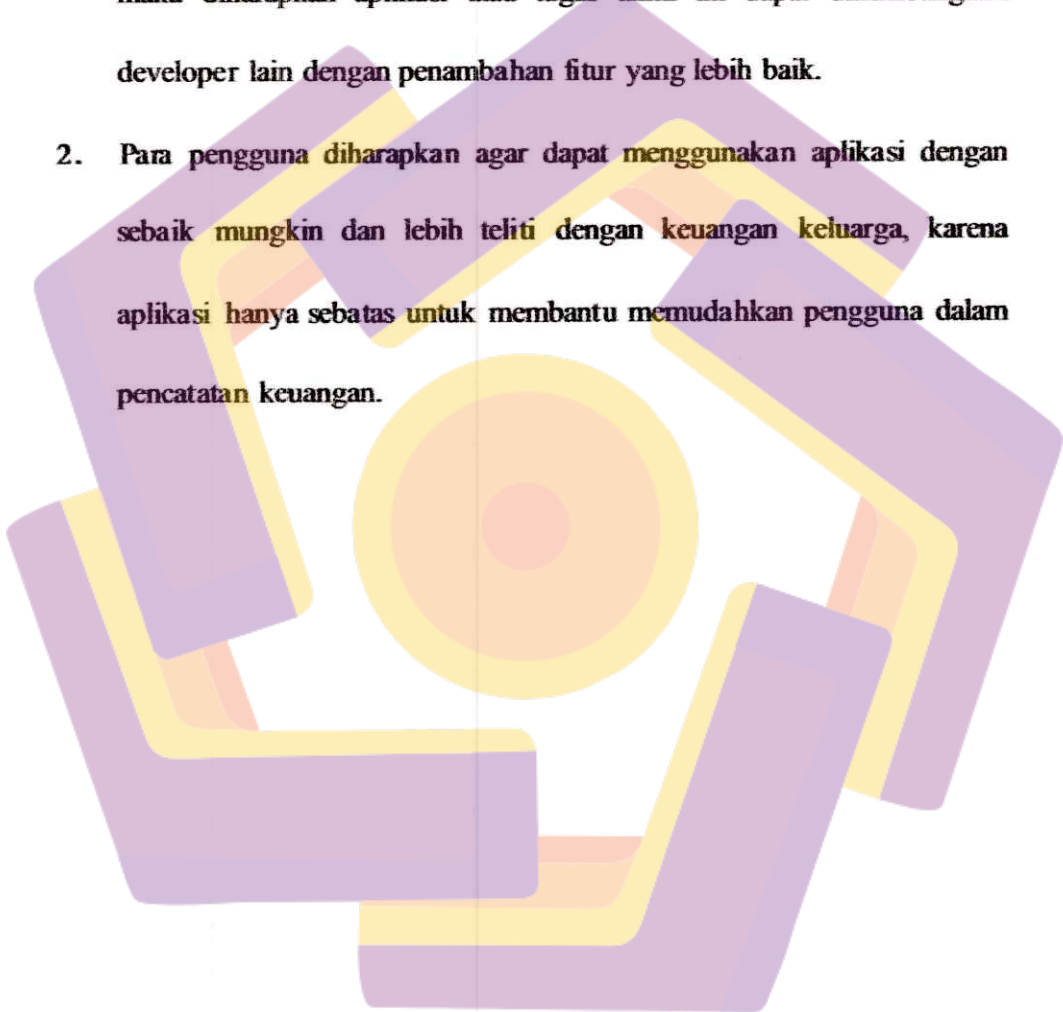 developer lain dengan penambahan fitur yang lebih baik.
2. Para pengguna diharapkan agar dapat menggunakan aplikasi dengan
sebaik mungkin dan lebih teliti dengan keuangan keluarga, karena
aplikasi hanya sebatas untuk membantu memudahkan pengguna dalam
pencatatan keuangan.